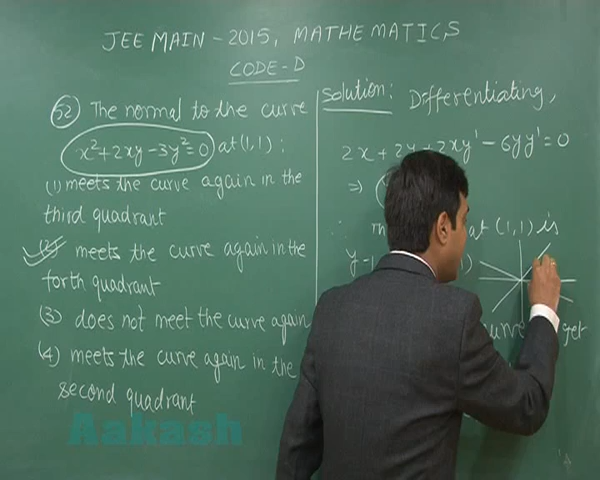 JEE MAIN - 2015, MATHEMATICS
CODE-D
52 The normal to the curve
x²+2xy-3y²=0 at (1,1) :
(1) meets the curve again in the
third quadrant
(2) meets the curve again in the
forth quadrant
(3) does not meet the curve again
(4) meets the curve again in the
second quadrant
Solution: Differentiating,
2x+2y+2xy'-6yy'=0
⇒
∴ at (1,1) is
y-1
get
Aakash